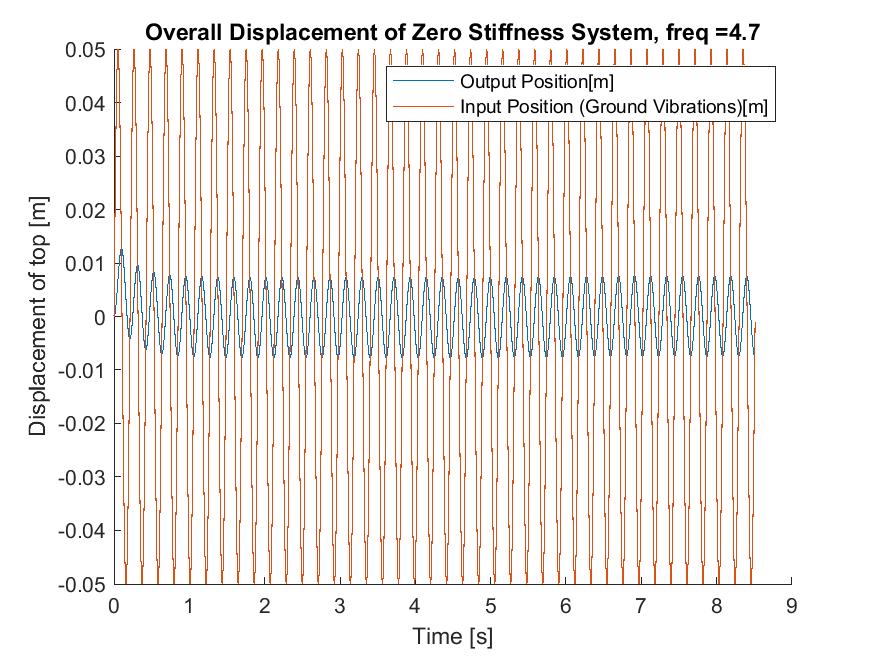 Overall Displacement of Zero Stiffness System, freq =4.7
0.05
0.04
0.03
0.02
0.01
0
-0.01
-0.02
-0.03
-0.04
-0.05
Displacement of top [m]
Output Position[m]
Input Position (Ground Vibrations)[m]
0 1 2 3 4 5 6 7 8 9
Time [s]